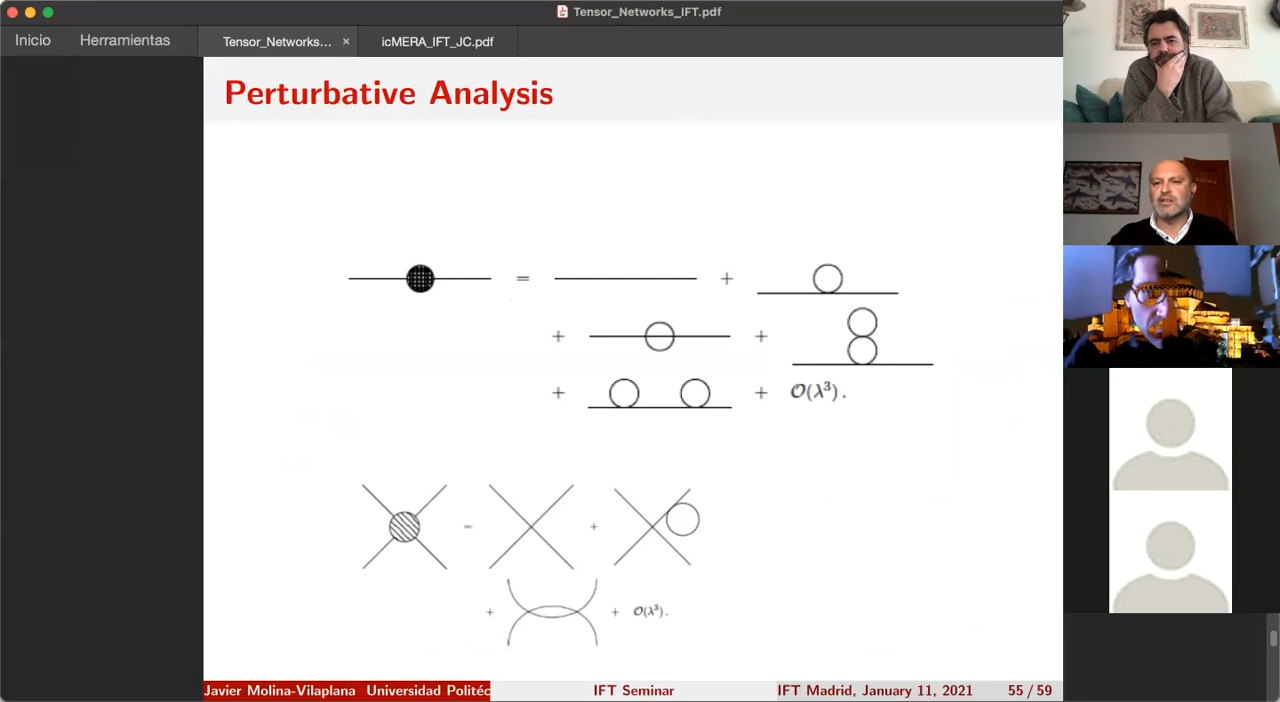 Tensor_Networks_IFT.pdf
Inicio Herramientas Tensor_Networks... × icMERA_IFT_JC.pdf
Perturbative Analysis
= +
+ +
+ + 𝒪(λ³).
= +
+ + 𝒪(λ³).
Javier Molina-Vilaplana Universidad Politéc IFT Seminar IFT Madrid, January 11, 2021 55 / 59